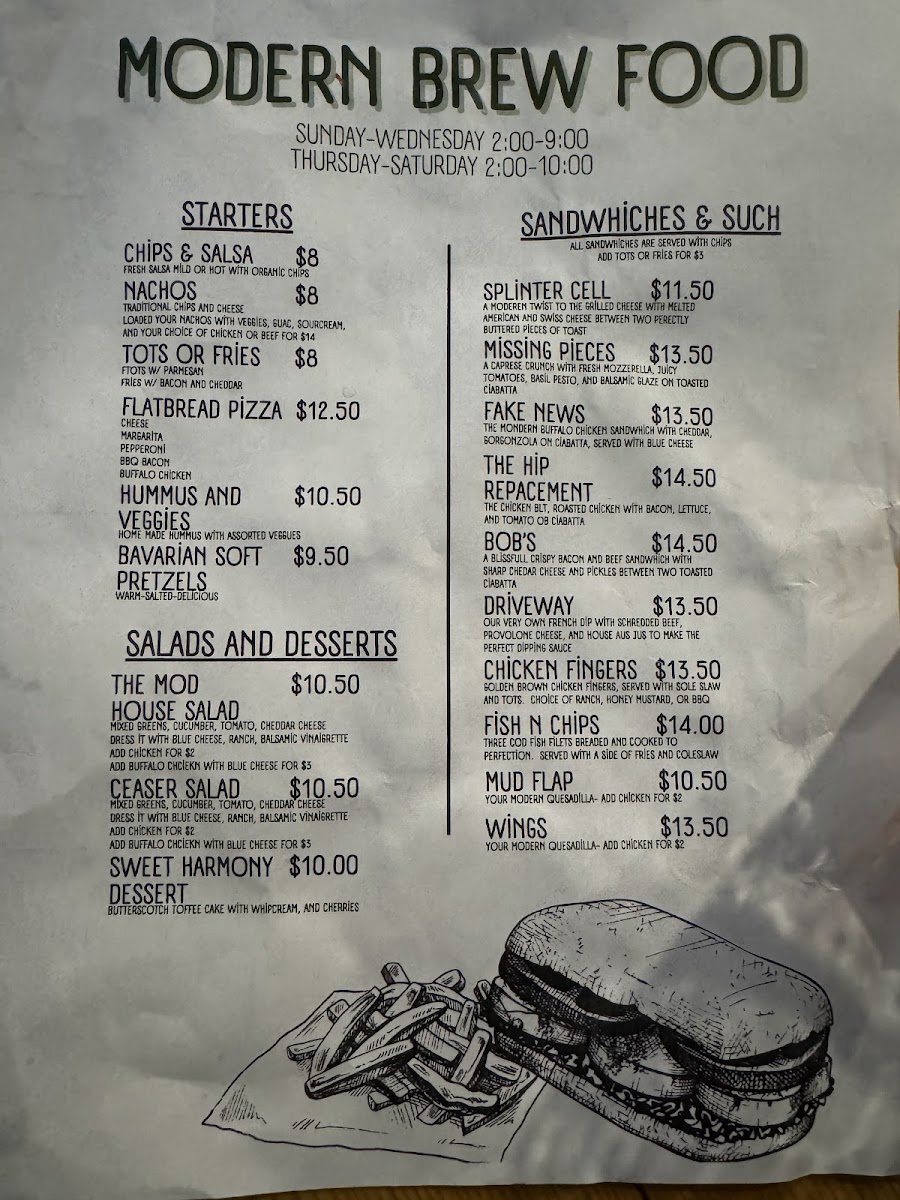 MODERN BREW FOOD
SUNDAY-WEDNESDAY 2:00-9:00
THURSDAY-SATURDAY 2:00-10:00
STARTERS
CHIPS & SALSA $8
FRESH SALSA MILD OR HOT WITH ORGANIC CHIPS
NACHOS $8
TRADITIONAL CHIPS AND CHEESE
LOADED YOUR NACHOS WITH VEGGIES, GUAC, SOURCREAM,
AND YOUR CHOICE OF CHICKEN OR BEEF FOR $14
TOTS OR FRIES $8
FTOTS W/ PARMESAN
FRIES W/ BACON AND CHEDDAR
FLATBREAD PIZZA $12.50
CHEESE
MARGARITA
PEPPERONI
BBQ BACON
BUFFALO CHICKEN
HUMMUS AND $10.50
VEGGIES
HOME MADE HUMMUS WITH ASSORTED VEGGUES
BAVARIAN SOFT $9.50
PRETZELS
WARM-SALTED-DELICIOUS
SALADS AND DESSERTS
THE MOD $10.50
HOUSE SALAD
MIXED GREENS, CUCUMBER, TOMATO, CHEDDAR CHEESE
DRESS IT WITH BLUE CHEESE, RANCH, BALSAMIC VINAIGRETTE
ADD CHICKEN FOR $2
ADD BUFFALO CHCIEKN WITH BLUE CHEESE FOR $3
CEASER SALAD $10.50
MIXED GREENS, CUCUMBER, TOMATO, CHEDDAR CHEESE
DRESS IT WITH BLUE CHEESE, RANCH, BALSAMIC VINAIGRETTE
ADD CHICKEN FOR $2
ADD BUFFALO CHCIEKN WITH BLUE CHEESE FOR $3
SWEET HARMONY $10.00
DESSERT
BUTTERSCOTCH TOFFEE CAKE WITH WHIPCREAM, AND CHERRIES
SANDWHICHES & SUCH
ALL SANDWHICHES ARE SERVED WITH CHIPS
ADD TOTS OR FRIES FOR $3
SPLINTER CELL $11.50
A MODEREN TWIST TO THE GRILLED CHEESE WITH MELTED
AMERICAN AND SWISS CHEESE BETWEEN TWO PERECTLY
BUTTERED PIECES OF TOAST
MISSING PIECES $13.50
A CAPRESE CRUNCH WITH FRESH MOZZERELLA, JUICY
TOMATOES, BASIL PESTO, AND BALSAMIC GLAZE ON TOASTED
CIABATTA
FAKE NEWS $13.50
THE MONDERN BUFFALO CHICKEN SANDWHICH WITH CHEDDAR,
GORGONZOLA ON CIABATTA, SERVED WITH BLUE CHEESE
THE HIP
REPACEMENT $14.50
THE CHICKEN BLT, ROASTED CHICKEN WITH BACON, LETTUCE,
AND TOMATO OB CIABATTA
BOB'S $14.50
A BLISSFULL CRISPY BACON AND BEEF SANDWHICH WITH
SHARP CHEDAR CHEESE AND PICKLES BETWEEN TWO TOASTED
CIABATTA
DRIVEWAY $13.50
OUR VERY OWN FRENCH DIP WITH SCHREDDED BEEF,
PROVOLONE CHEESE, AND HOUSE AUS JUS TO MAKE THE
PERFECT DIPPING SAUCE
CHICKEN FINGERS $13.50
GOLDEN BROWN CHICKEN FINGERS, SERVED WITH SOLE SLAW
AND TOTS. CHOICE OF RANCH, HONEY MUSTARD, OR BBQ
FISH N CHIPS $14.00
THREE COD FISH FILETS BREADED AND COOKED TO
PERFECTION. SERVED WITH A SIDE OF FRIES AND COLESLAW
MUD FLAP $10.50
YOUR MODERN QUESADILLA- ADD CHICKEN FOR $2
WINGS $13.50
YOUR MODERN QUESADILLA- ADD CHICKEN FOR $2